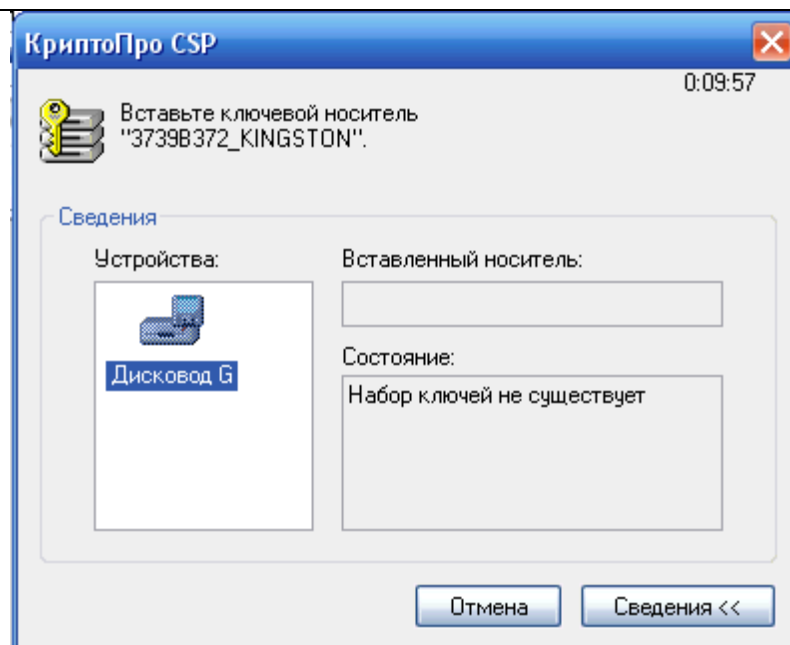 КриптоПро CSP
0:09:57
Вставьте ключевой носитель
"3739B372_KINGSTON".
Сведения
Устройства:
Дисковод G
Вставленный носитель:
Состояние:
Набор ключей не существует
Отмена
Сведения <<